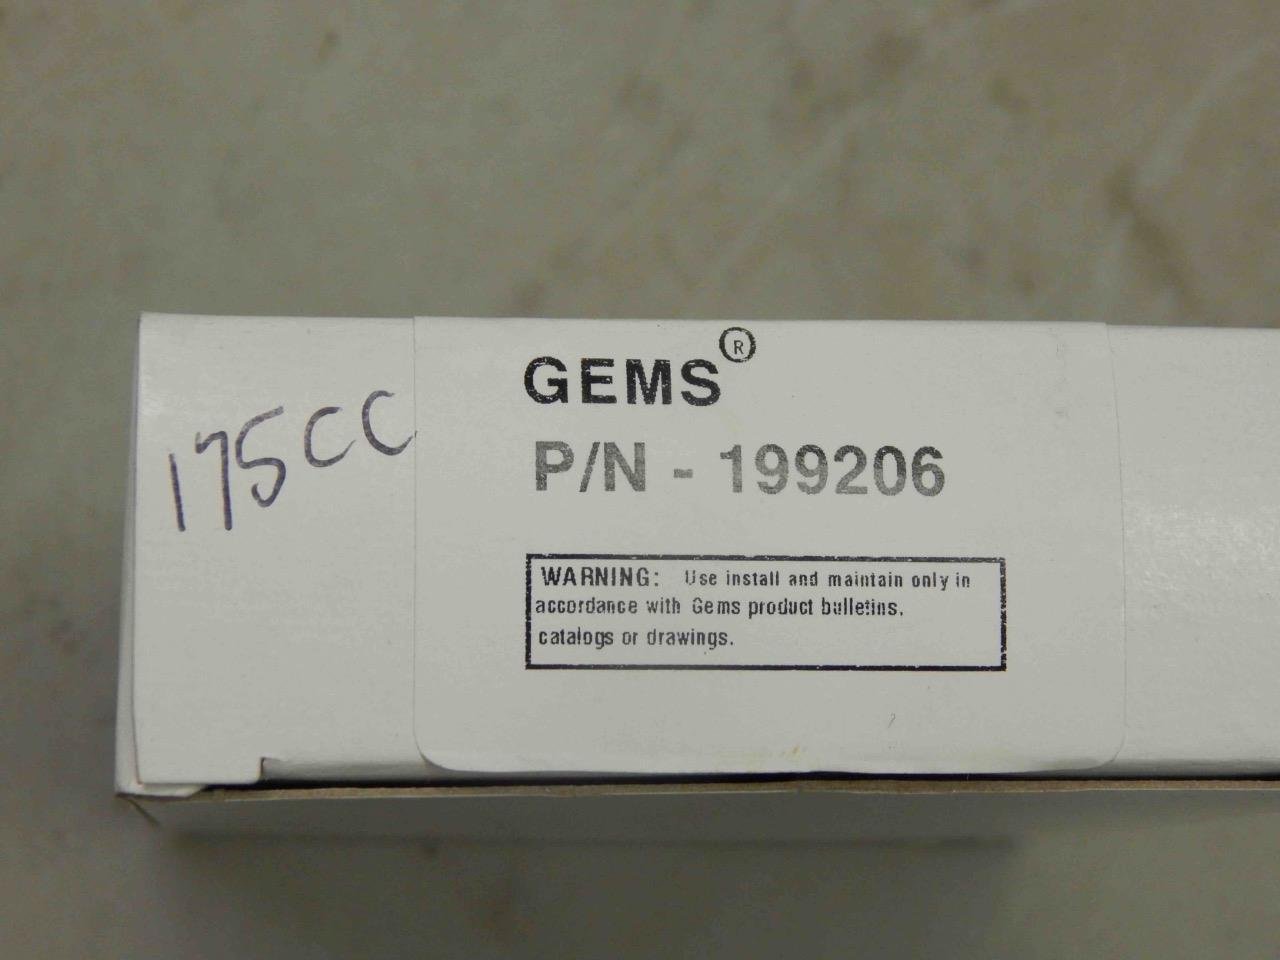 175CC
GEMS®
P/N - 199206
WARNING: Use install and maintain only in
accordance with Gems product bulletins,
catalogs or drawings.